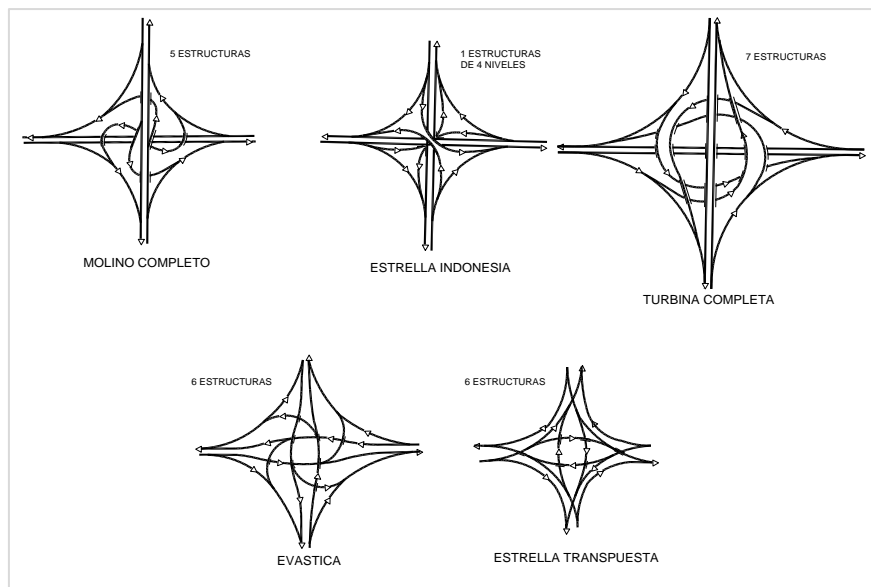 5 ESTRUCTURAS
1 ESTRUCTURAS
DE 4 NIVELES
7 ESTRUCTURAS
MOLINO COMPLETO
ESTRELLA INDONESIA
TURBINA COMPLETA
6 ESTRUCTURAS
6 ESTRUCTURAS
EVASTICA
ESTRELLA TRANSPUESTA